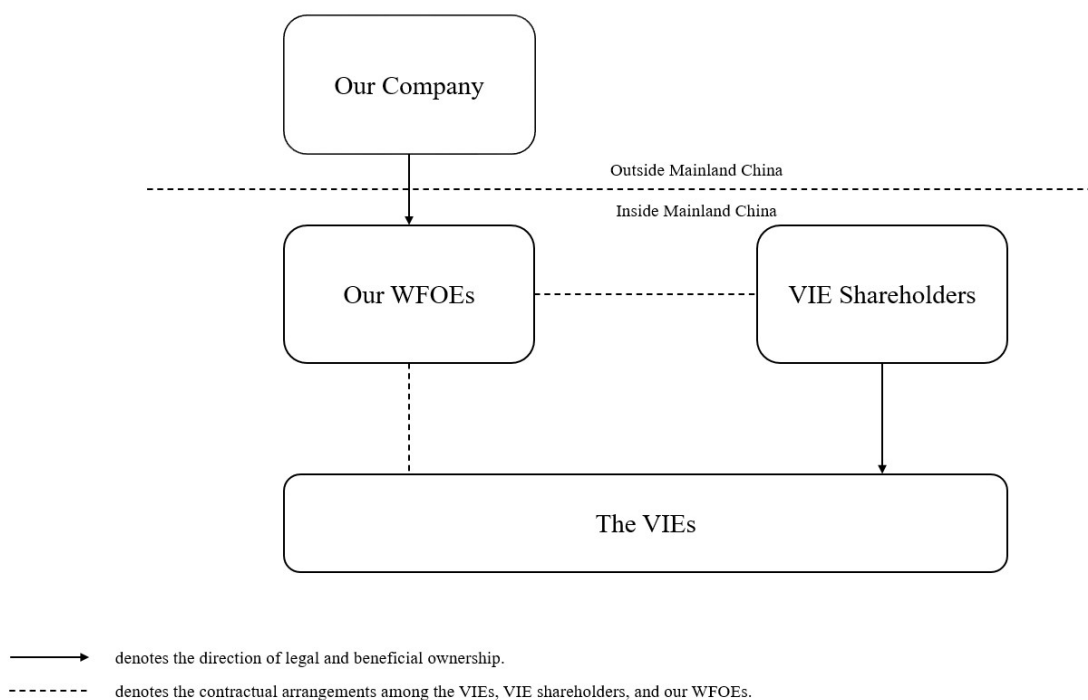 Our Company
Outside Mainland China
Inside Mainland China
Our WFOEs
VIE Shareholders
The VIEs
denotes the direction of legal and beneficial ownership.
denotes the contractual arrangements among the VIEs, VIE shareholders, and our WFOEs.